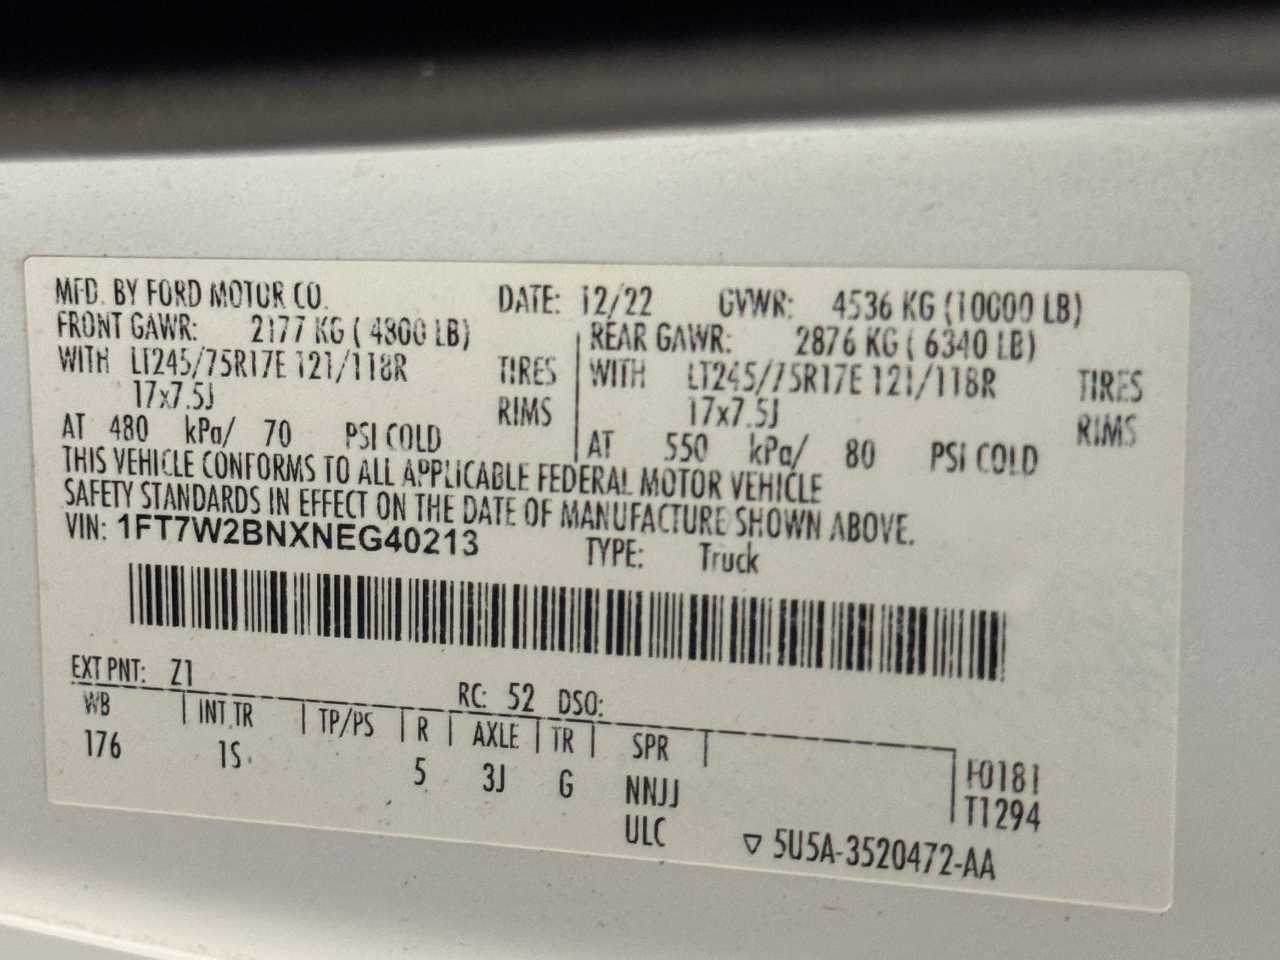 MFD. BY FORD MOTOR CO. DATE: 12/22 GVWR: 4536 KG (10000 LB)
FRONT GAWR: 2177 KG ( 4800 LB) REAR GAWR: 2876 KG ( 6340 LB)
WITH LT245/75R17E 121/118R TIRES WITH LT245/75R17E 121/118R TIRES
17x7.5J RIMS 17x7.5J RIMS
AT 480 kPa/ 70 PSI COLD AT 550 kPa/ 80 PSI COLD
THIS VEHICLE CONFORMS TO ALL APPLICABLE FEDERAL MOTOR VEHICLE
SAFETY STANDARDS IN EFFECT ON THE DATE OF MANUFACTURE SHOWN ABOVE.
VIN: 1FT7W2BNXNEG40213 TYPE: Truck
EXT PNT: Z1 RC: 52 DSO:
WB INT TR TP/PS R AXLE TR SPR
176 1S 5 3J G NNJJ F0181
ULC T1294
▽ 5U5A-3520472-AA